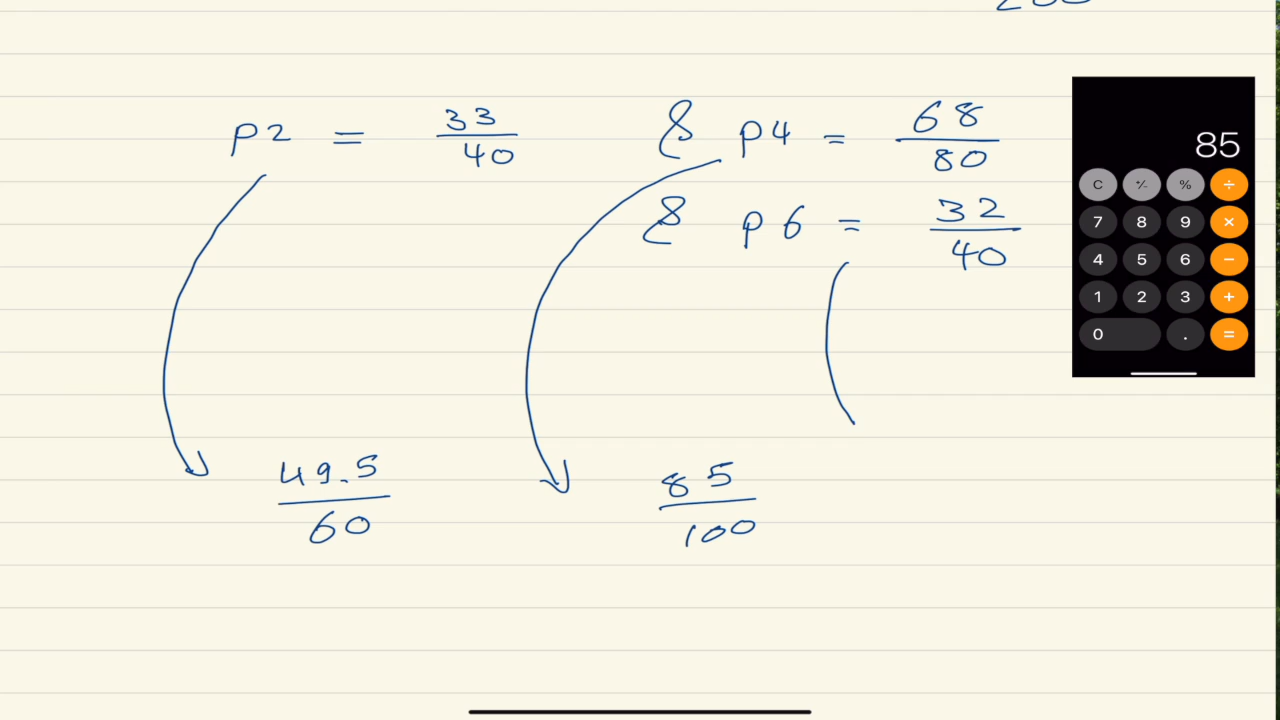 200
P2 = 33/40 & P4 = 68/80
& P6 = 32/40
49.5/60 85/100
85
C +/- % ÷
7 8 9 ×
4 5 6 −
1 2 3 +
0 . =